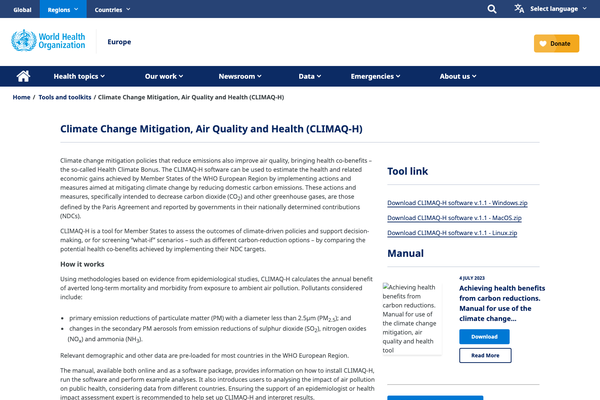 Global Regions Countries Select language
World Health
Organization
Europe
Donate
Health topics Our work Newsroom Data Emergencies About us
Home / Tools and toolkits / Climate Change Mitigation, Air Quality and Health (CLIMAQ-H)
Climate Change Mitigation, Air Quality and Health (CLIMAQ-H)
Climate change mitigation policies that reduce emissions also improve air quality, bringing health co-benefits –
the so-called Health Climate Bonus. The CLIMAQ-H software can be used to estimate the health and related
economic gains achieved by Member States of the WHO European Region by implementing actions and
measures aimed at mitigating climate change by reducing domestic carbon emissions. These actions and
measures, specifically intended to decrease carbon dioxide (CO2) and other greenhouse gases, are those
defined by the Paris Agreement and reported by governments in their nationally determined contributions
(NDCs).
CLIMAQ-H is a tool for Member States to assess the outcomes of climate-driven policies and support decision-
making, or for screening "what-if" scenarios – such as different carbon-reduction options – by comparing the
potential health co-benefits achieved by implementing their NDC targets.
How it works
Using methodologies based on evidence from epidemiological studies, CLIMAQ-H calculates the annual benefit
of averted long-term mortality and morbidity from exposure to ambient air pollution. Pollutants considered
include:
• primary emission reductions of particulate matter (PM) with a diameter less than 2.5µm (PM2.5); and
• changes in the secondary PM aerosols from emission reductions of sulphur dioxide (SO2), nitrogen oxides
(NOx) and ammonia (NH3).
Relevant demographic and other data are pre-loaded for most countries in the WHO European Region.
The manual, available both online and as a software package, provides information on how to install CLIMAQ-H,
run the software and perform example analyses. It also introduces users to analysing the impact of air pollution
on public health, considering data from different countries. Ensuring the support of an epidemiologist or health
impact assessment expert is recommended to help set up CLIMAQ-H and interpret results.
Tool link
Download CLIMAQ-H software v.1.1 - Windows.zip
Download CLIMAQ-H software v.1.1 - MacOS.zip
Download CLIMAQ-H software v.1.1 - Linux.zip
Manual
Achieving health
benefits from
carbon reductions.
Manual for use of
the climate change
mitigation, air
quality and health
tool
4 JULY 2023
Achieving health benefits
from carbon reductions.
Manual for use of the
climate change...
Download
Read More